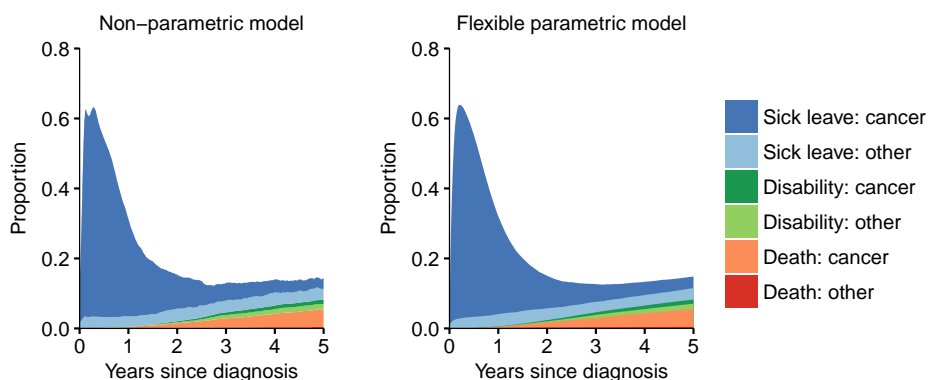 Non−parametric model
Flexible parametric model
0.8
0.6
0.4
0.2
0.0
Proportion
0 1 2 3 4 5
Years since diagnosis
0.8
0.6
0.4
0.2
0.0
Proportion
0 1 2 3 4 5
Years since diagnosis
Sick leave: cancer
Sick leave: other
Disability: cancer
Disability: other
Death: cancer
Death: other